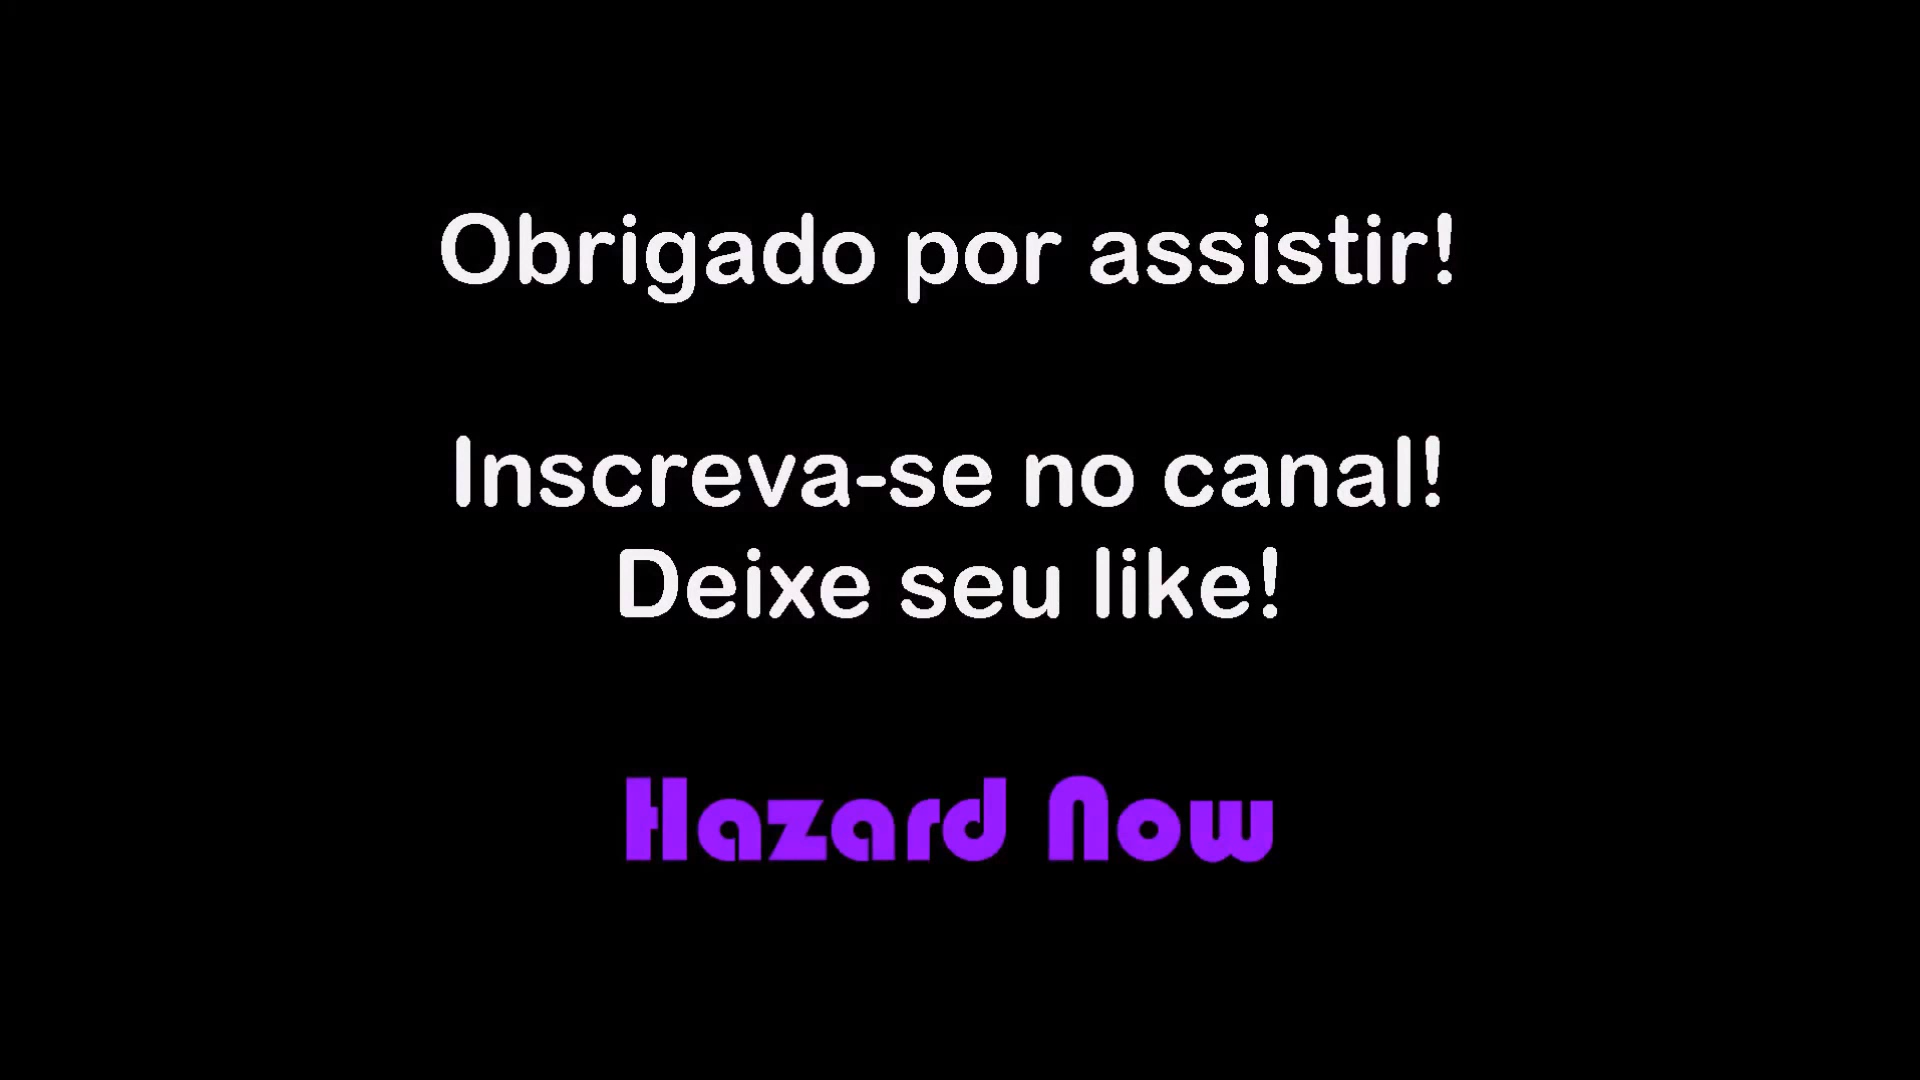 Obrigado por assistir!
Inscreva-se no canal!
Deixe seu like!
Hazard Now